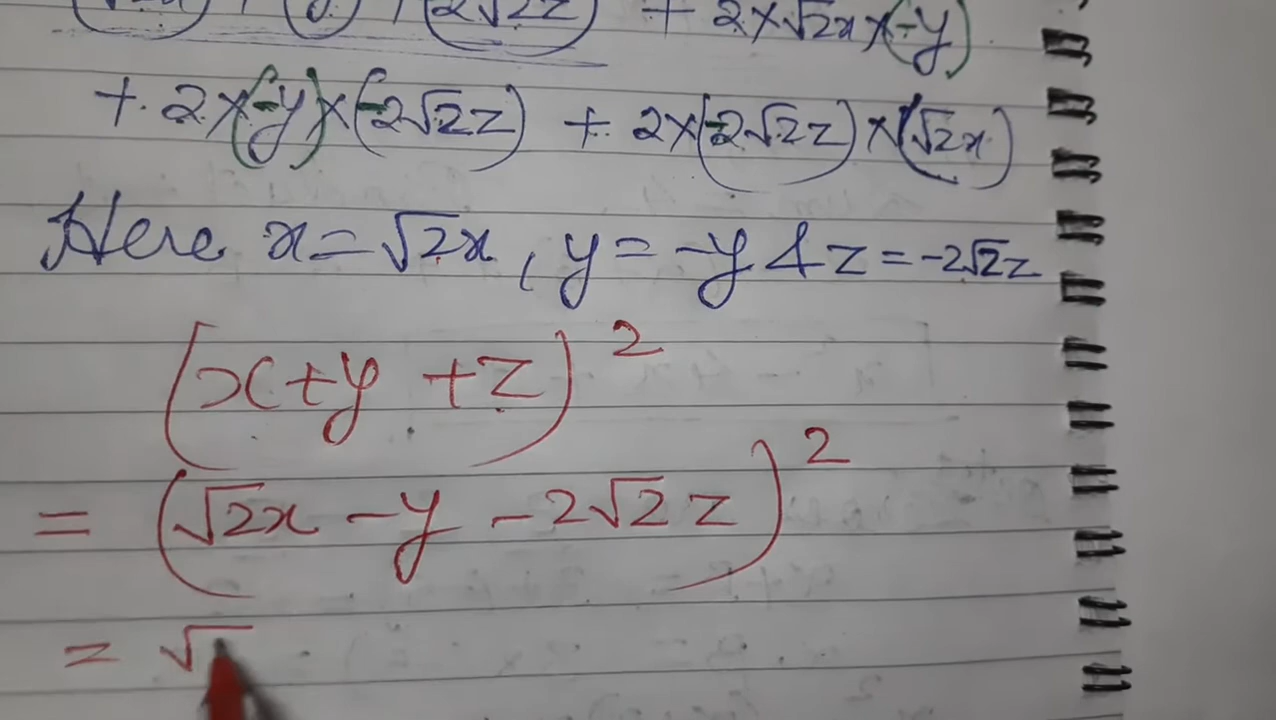 + 2×√2x×(-y)
+ 2×(-y)×(-2√2z) + 2×(-2√2z)×(√2x)
Here x=√2x, y=-y & z=-2√2z
(x+y+z)²
= (√2x-y-2√2z)²
= √